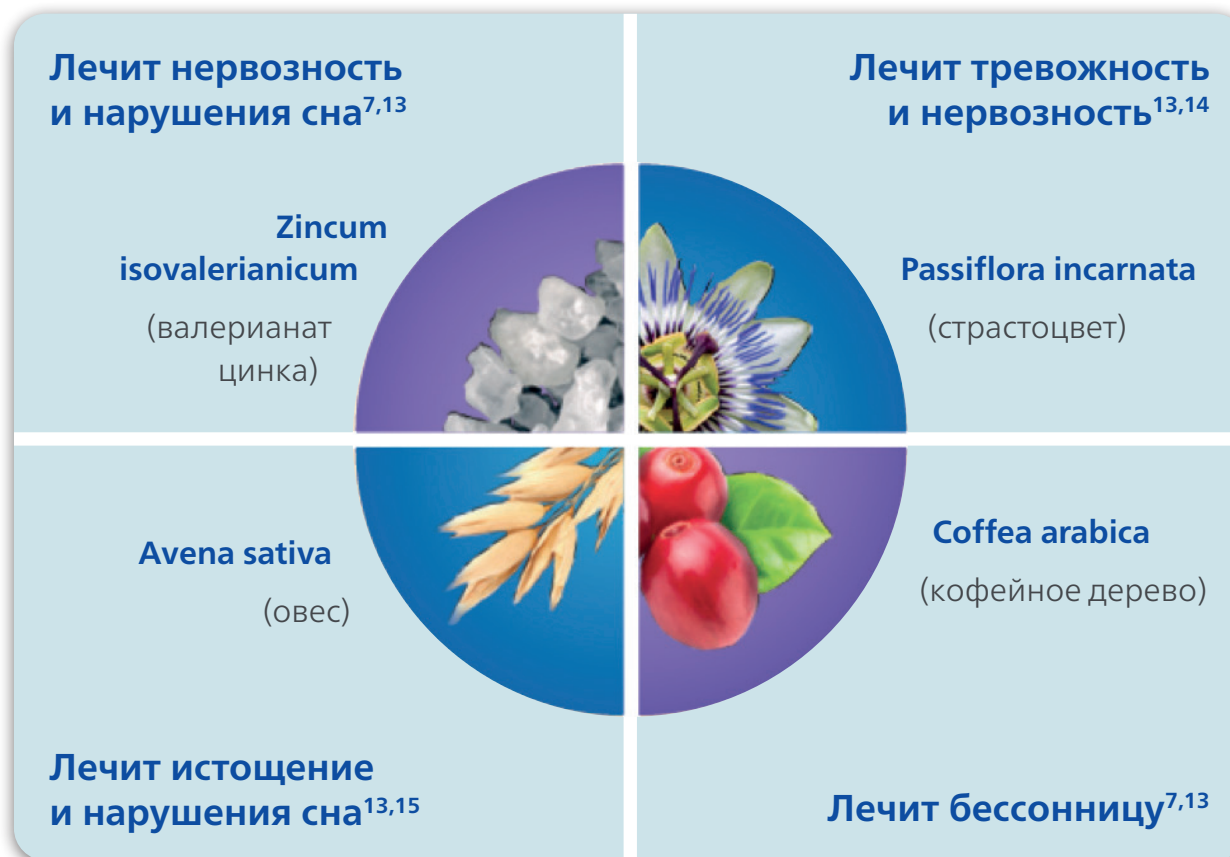 Лечит нервозность
и нарушения сна7,13
Zincum
isovalerianicum
(валерианат
цинка)
Лечит тревожность
и нервозность13,14
Passiflora incarnata
(страстоцвет)
Avena sativa
(овес)
Лечит истощение
и нарушения сна13,15
Coffea arabica
(кофейное дерево)
Лечит бессонницу7,13